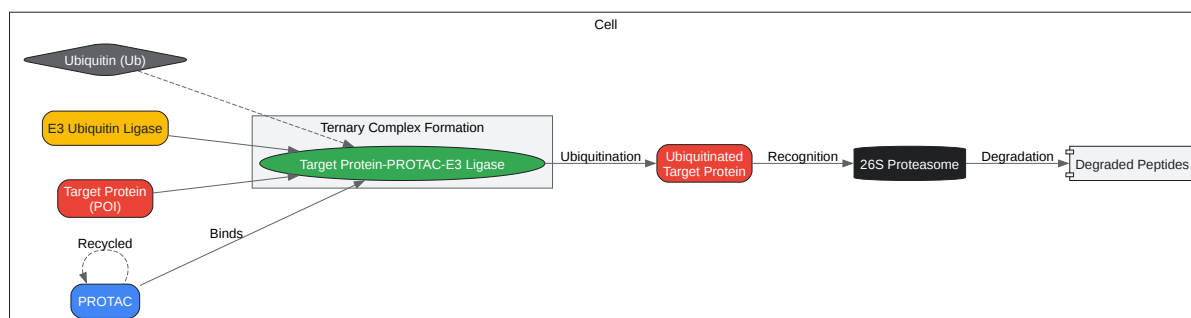 Cell
Ubiquitin (Ub)
E3 Ubiquitin Ligase
Ternary Complex Formation
Target Protein-PROTAC-E3 Ligase
Ubiquitination
Ubiquitinated
Target Protein
Recognition
26S Proteasome
Degradation
Degraded Peptides
Target Protein
(POI)
Binds
Recycled
PROTAC